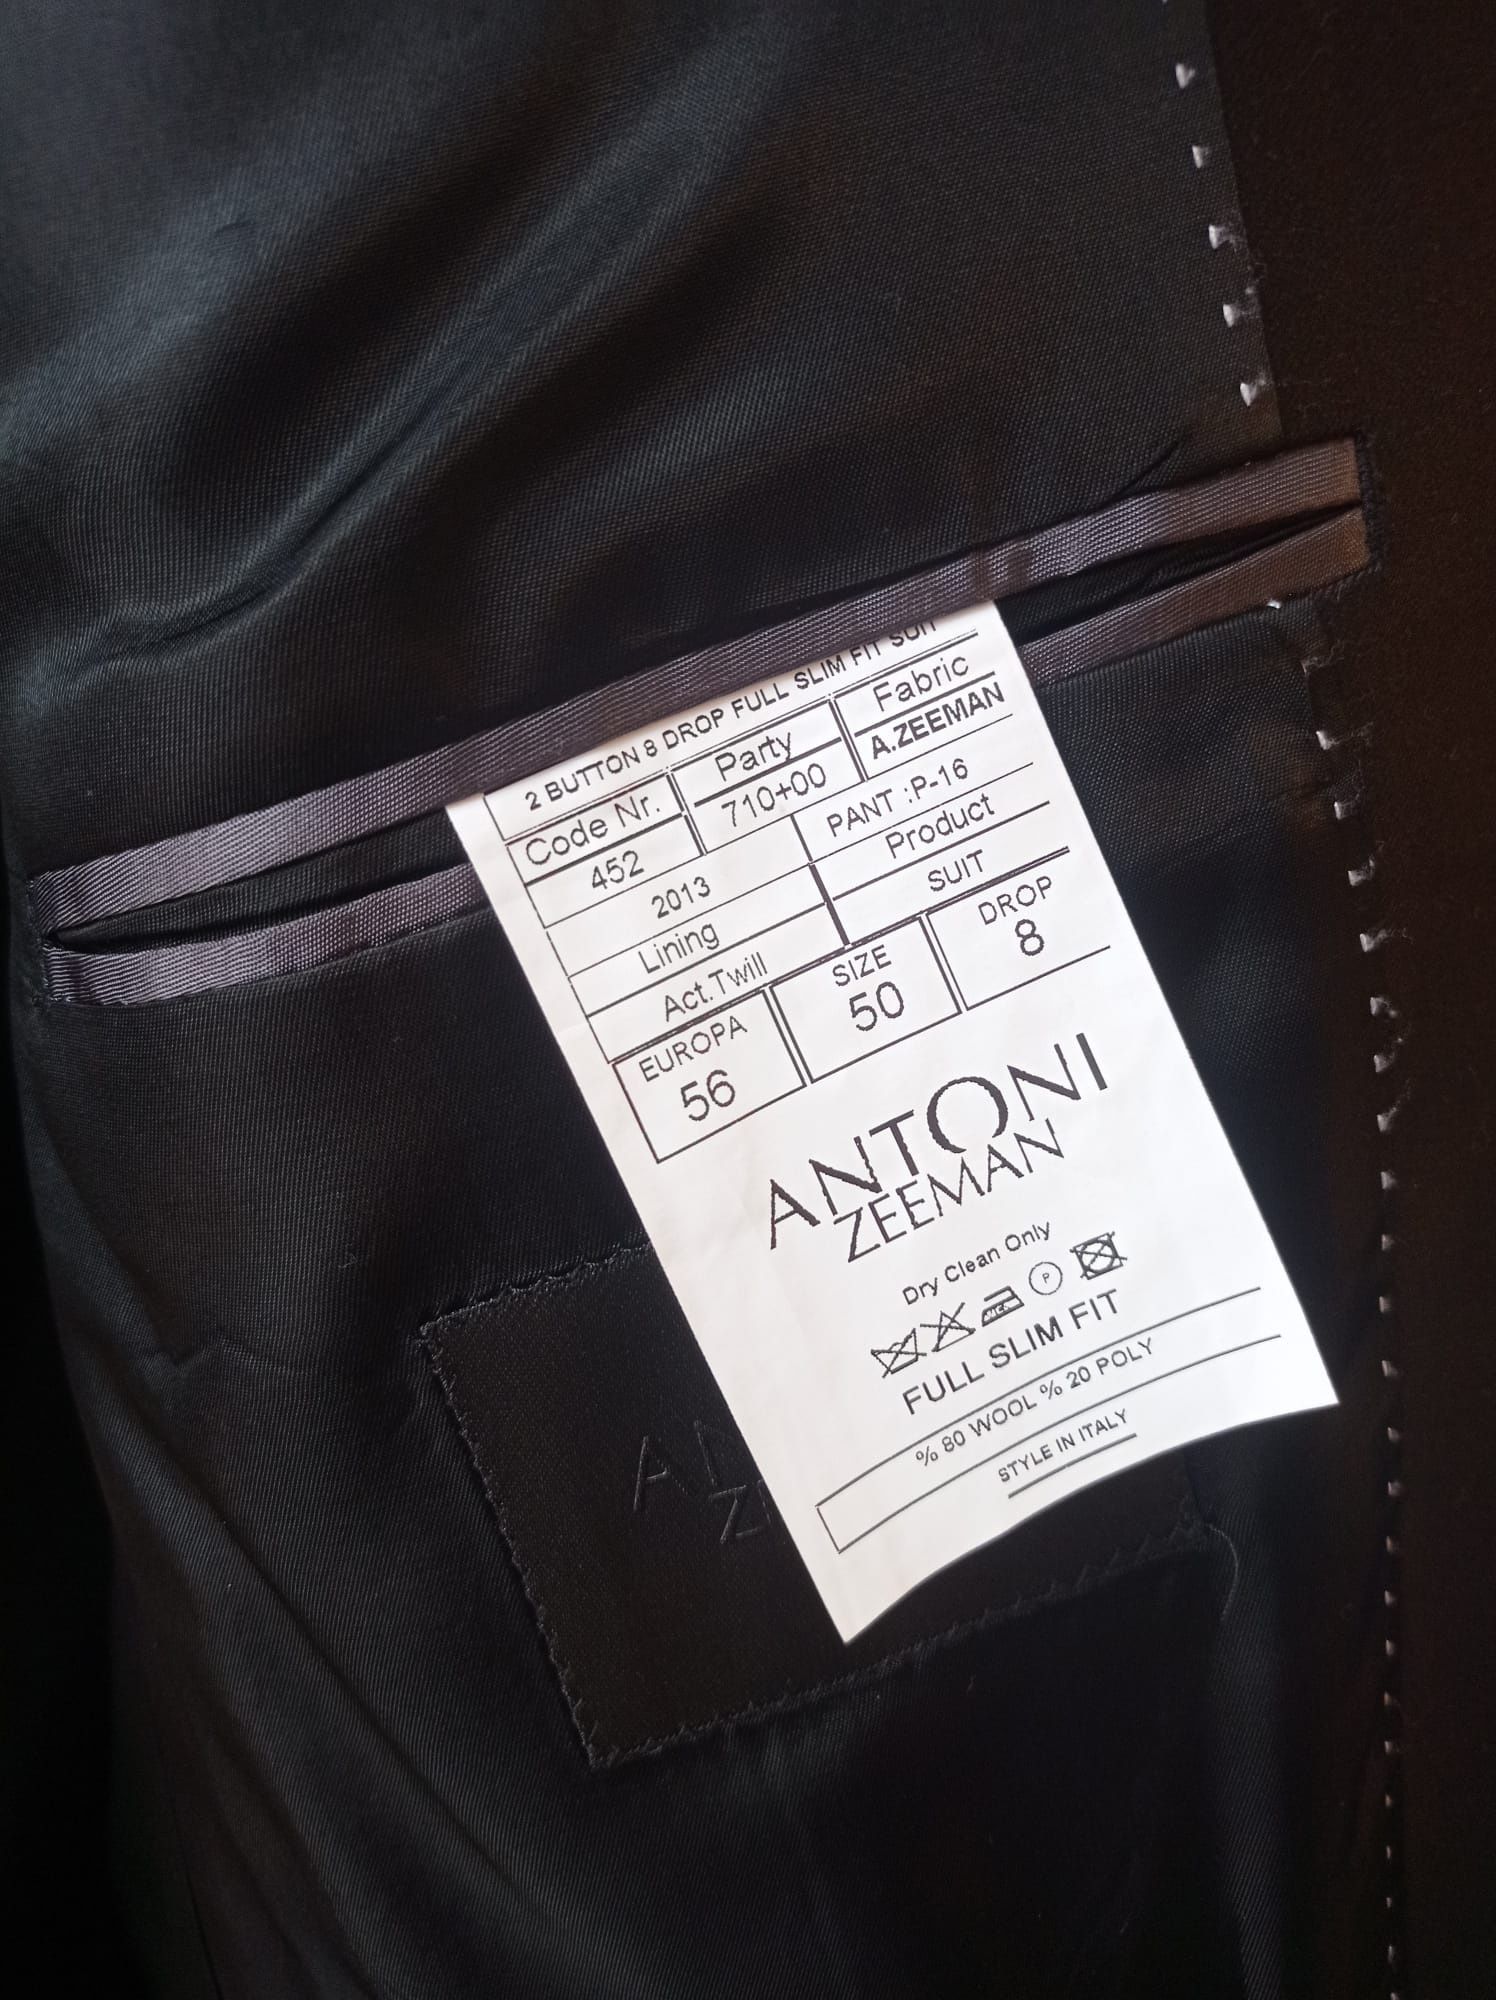 2 BUTTON 8 DROP FULL SLIM FIT SUIT
Code Nr. Party Fabric
452 710+00 A.ZEEMAN
2013 PANT :P-16
Lining Product
Act.Twill SUIT
EUROPA SIZE DROP
56 50 8
ANTONI
ZEEMAN
Dry Clean Only
P
FULL SLIM FIT
% 80 WOOL % 20 POLY
STYLE IN ITALY
AN
Z